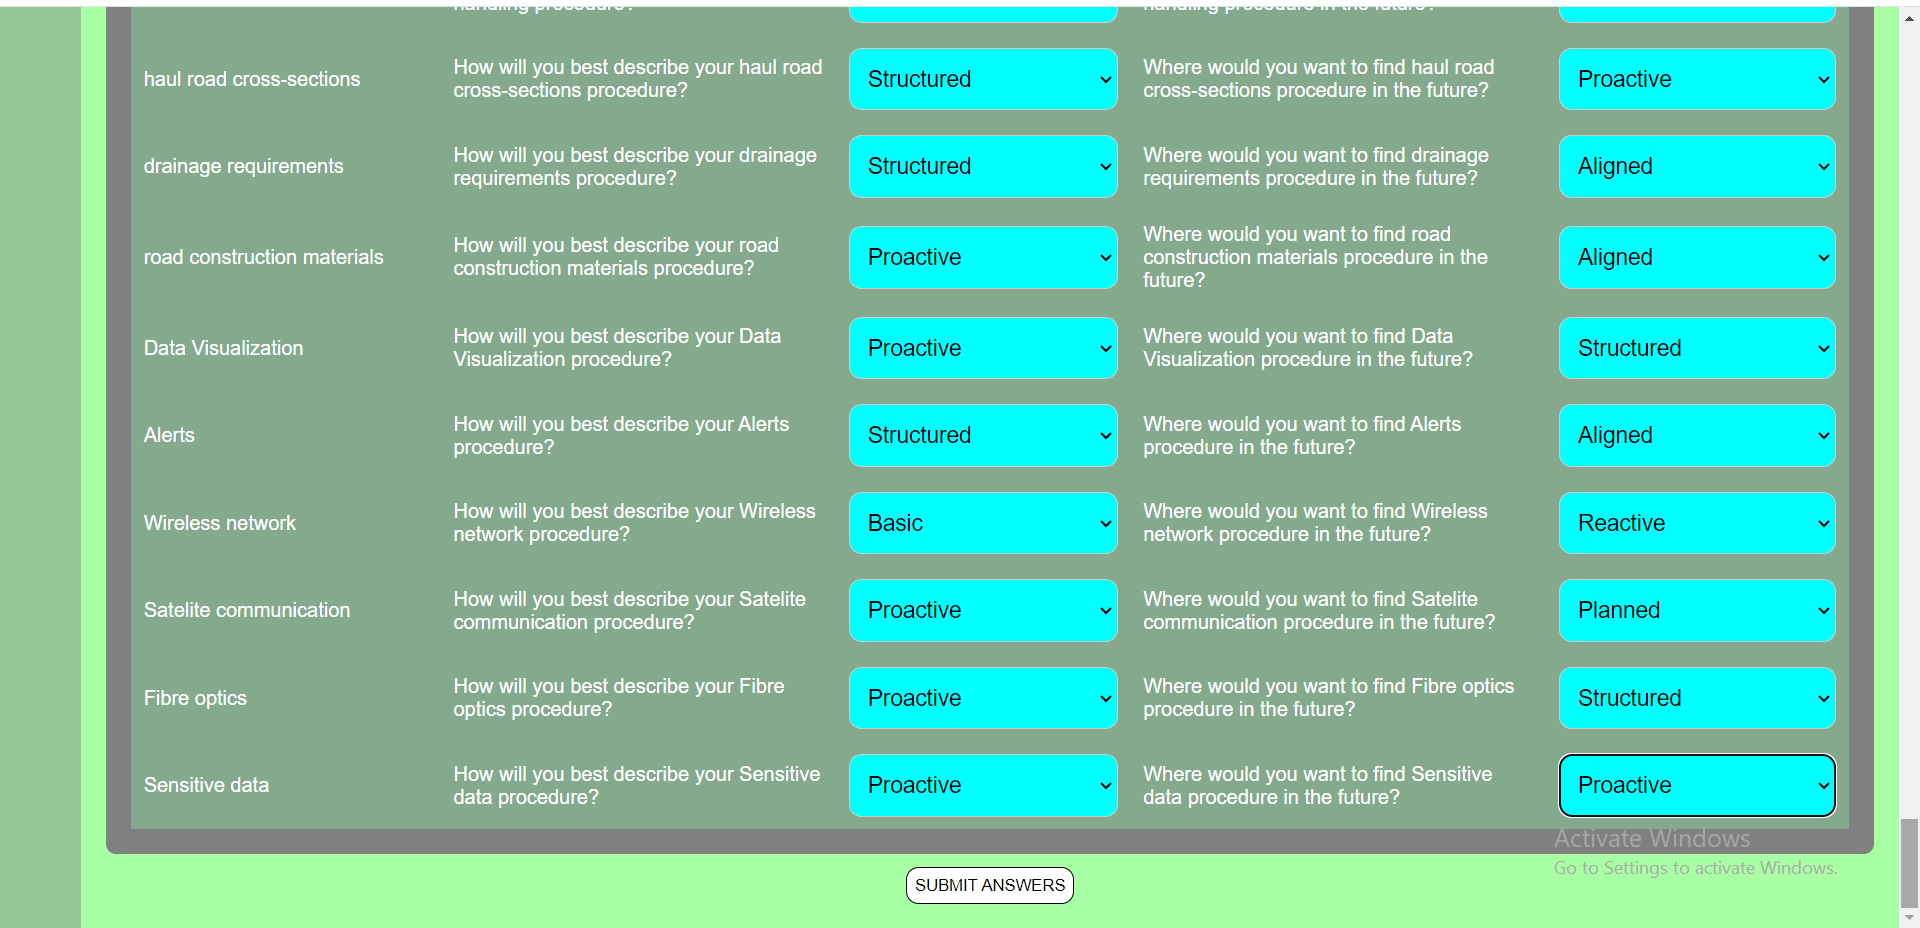 handling procedure?
handling procedure in the future?
haul road cross-sections
How will you best describe your haul road
cross-sections procedure?
Structured
Where would you want to find haul road
cross-sections procedure in the future?
Proactive
drainage requirements
How will you best describe your drainage
requirements procedure?
Structured
Where would you want to find drainage
requirements procedure in the future?
Aligned
road construction materials
How will you best describe your road
construction materials procedure?
Proactive
Where would you want to find road
construction materials procedure in the
future?
Aligned
Data Visualization
How will you best describe your Data
Visualization procedure?
Proactive
Where would you want to find Data
Visualization procedure in the future?
Structured
Alerts
How will you best describe your Alerts
procedure?
Structured
Where would you want to find Alerts
procedure in the future?
Aligned
Wireless network
How will you best describe your Wireless
network procedure?
Basic
Where would you want to find Wireless
network procedure in the future?
Reactive
Satelite communication
How will you best describe your Satelite
communication procedure?
Proactive
Where would you want to find Satelite
communication procedure in the future?
Planned
Fibre optics
How will you best describe your Fibre
optics procedure?
Proactive
Where would you want to find Fibre optics
procedure in the future?
Structured
Sensitive data
How will you best describe your Sensitive
data procedure?
Proactive
Where would you want to find Sensitive
data procedure in the future?
Proactive
Activate Windows
Go to Settings to activate Windows.
SUBMIT ANSWERS